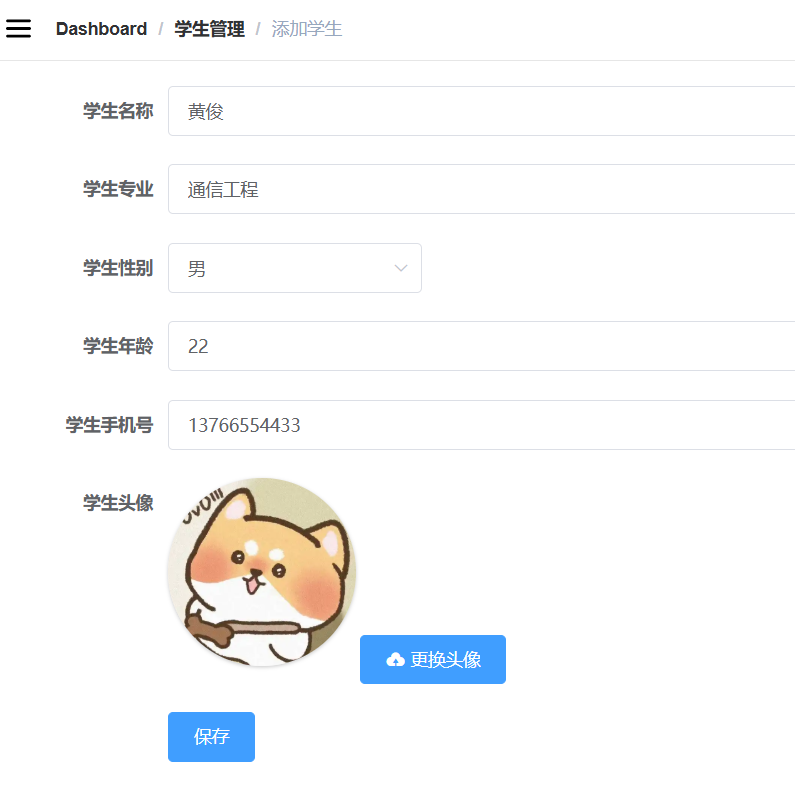 Dashboard / 学生管理 / 添加学生
学生名称 黄俊
学生专业 通信工程
学生性别 男
学生年龄 22
学生手机号 13766554433
学生头像
更换头像
保存